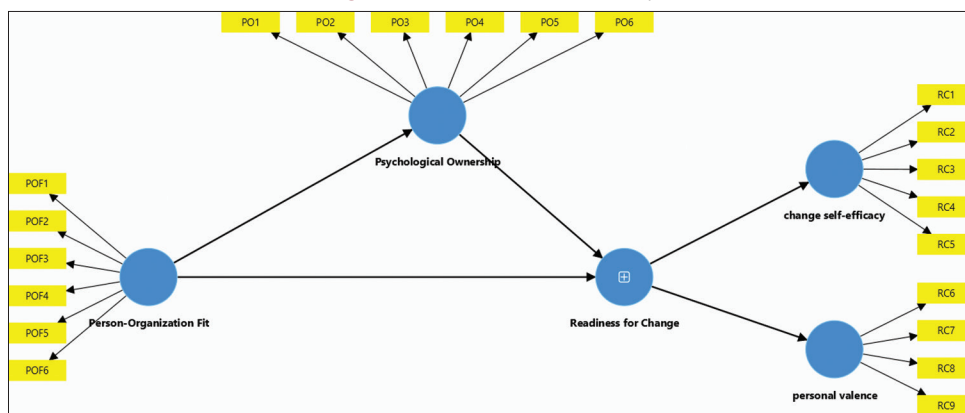 PO1 PO2 PO3 PO4 PO5 PO6
Psychological Ownership
POF1
POF2
POF3
POF4
POF5
POF6
Person-Organization Fit
Readiness for Change
RC1
RC2
RC3
RC4
RC5
change self-efficacy
RC6
RC7
RC8
RC9
personal valence